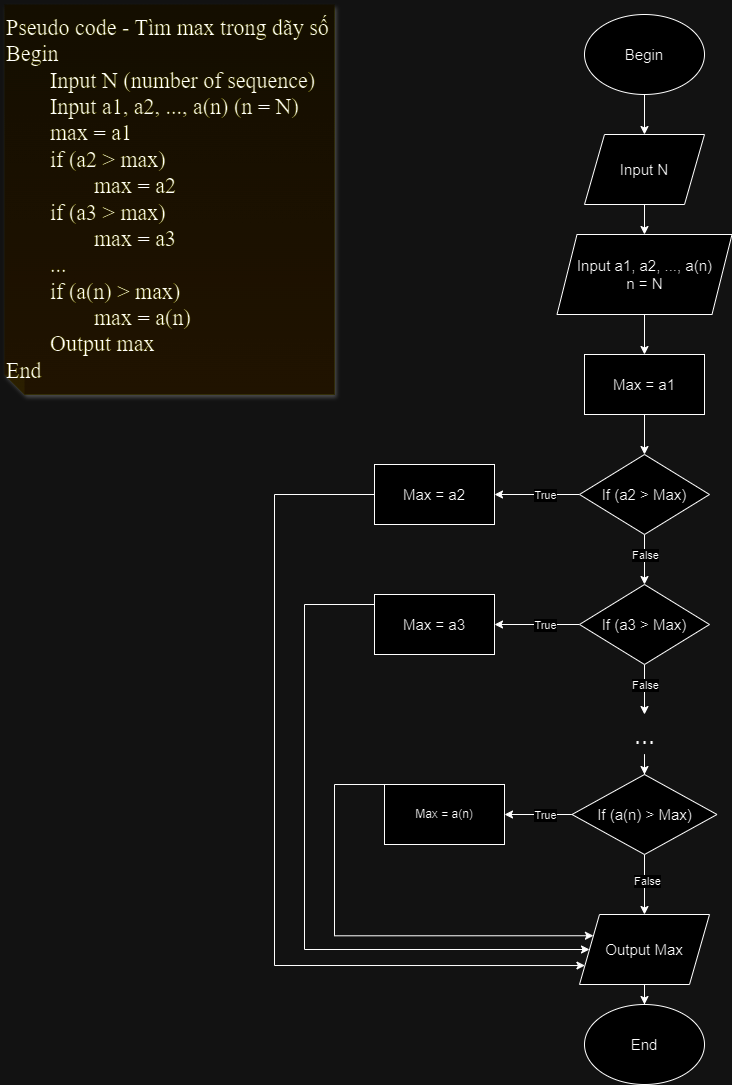 Pseudo code - Tìm max trong dãy số
Begin
Input N (number of sequence)
Input a1, a2, ..., a(n) (n = N)
max = a1
if (a2 > max)
max = a2
if (a3 > max)
max = a3
...
if (a(n) > max)
max = a(n)
Output max
End
Begin
Input N
Input a1, a2, ..., a(n)
n = N
Max = a1
If (a2 > Max)
True
Max = a2
False
If (a3 > Max)
True
Max = a3
False
...
If (a(n) > Max)
True
Max = a(n)
False
Output Max
End